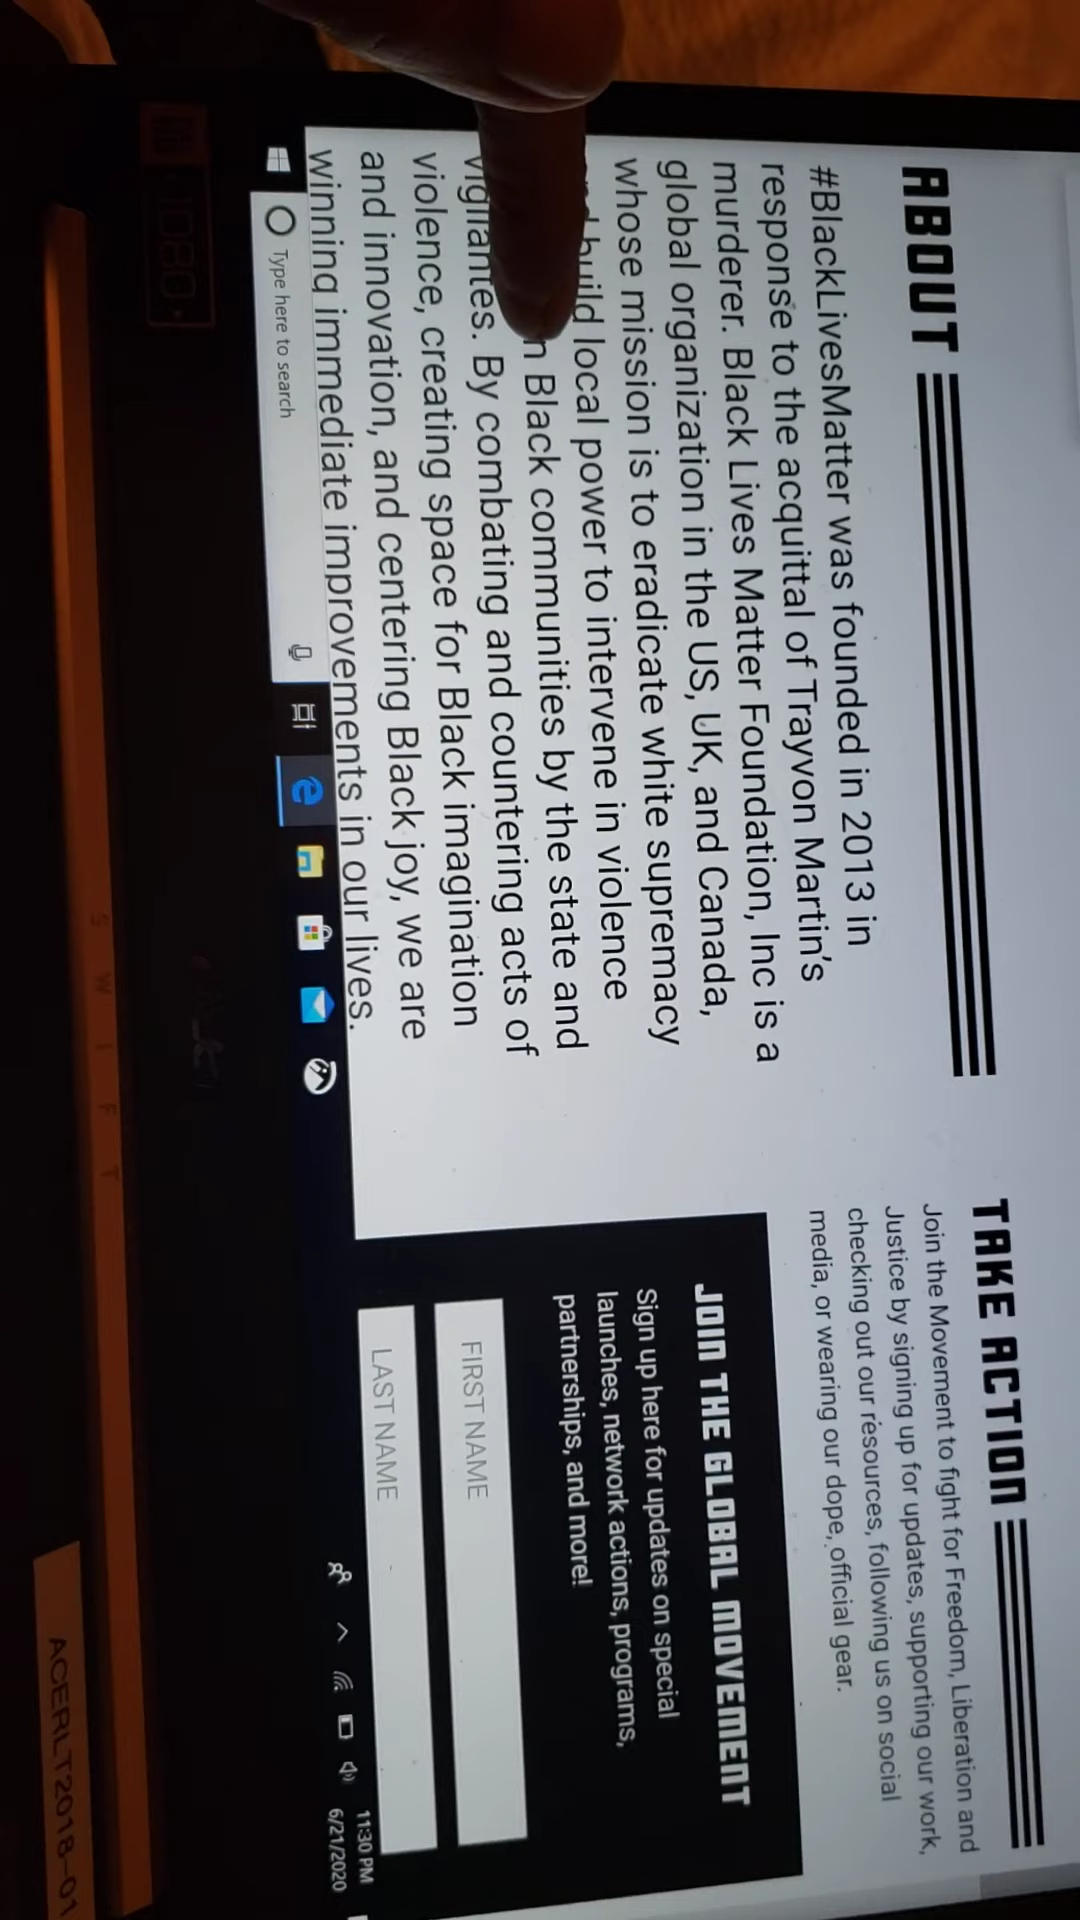 ABOUT
#BlackLivesMatter was founded in 2013 in
response to the acquittal of Trayvon Martin's
murderer. Black Lives Matter Foundation, Inc is a
global organization in the US, UK, and Canada,
whose mission is to eradicate white supremacy
build local power to intervene in violence
Black communities by the state and
vigilantes. By combating and countering acts of
violence, creating space for Black imagination
and innovation, and centering Black joy, we are
winning immediate improvements in our lives.
TAKE ACTION
Join the Movement to fight for Freedom, Liberation and
Justice by signing up for updates, supporting our work,
checking out our resources, following us on social
media, or wearing our dope, official gear.
JOIN THE GLOBAL MOVEMENT
Sign up here for updates on special
launches, network actions, programs,
partnerships, and more!
FIRST NAME
LAST NAME
Type here to search
11:30 PM
6/21/2020
1080
SWIFT
ACERLT2018-01